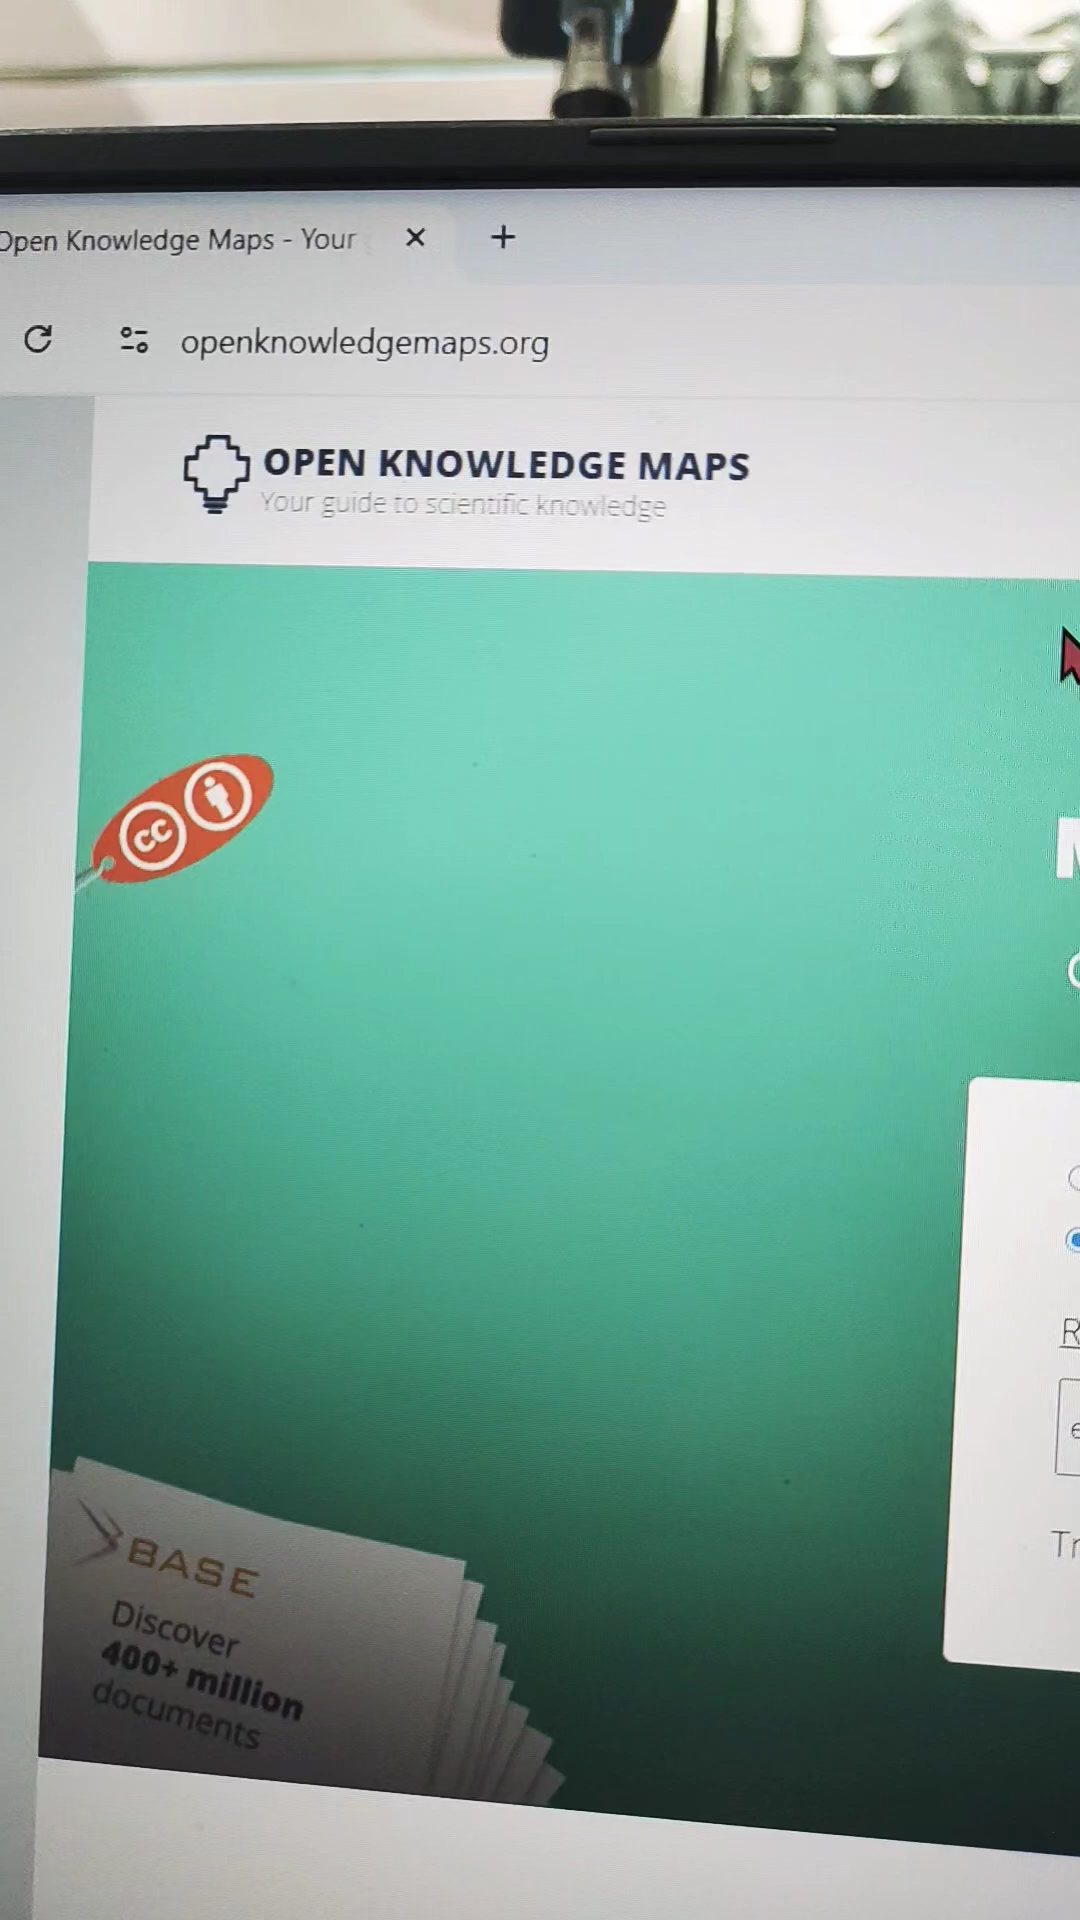 Open Knowledge Maps - Your
openknowledgemaps.org
OPEN KNOWLEDGE MAPS
Your guide to scientific knowledge
cc
BASE
Discover
400+ million
documents
R
Tr